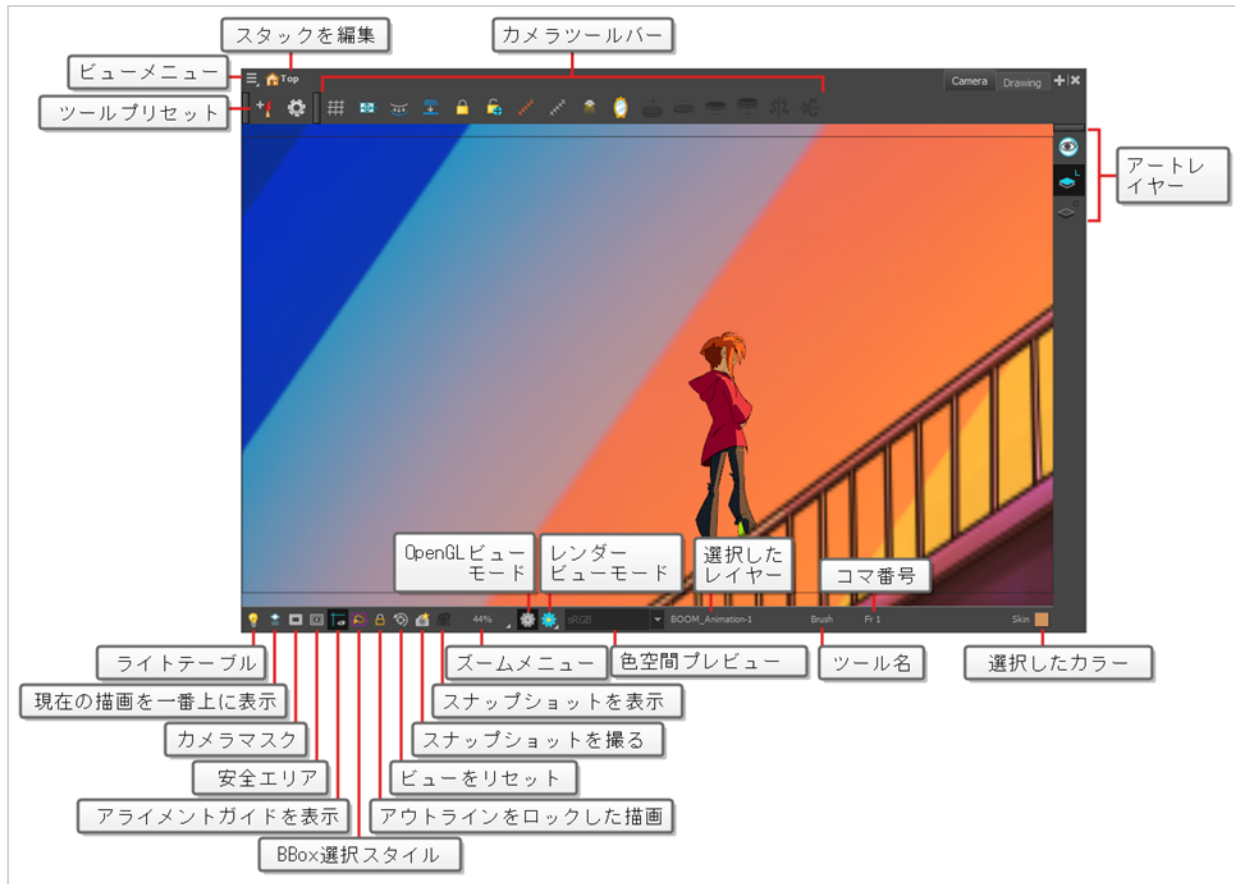 スタックを編集
カメラツールバー
ビューメニュー
Top
Camera
Drawing
ツールプリセット
アートレ
イヤー
OpenGLビュー
モード
レンダー
ビューモード
選択した
レイヤー
コマ番号
44%
sRGB
BOOM_Animation-1
Brush
Fr 1
Skin
ライトテーブル
ズームメニュー
色空間プレビュー
ツール名
選択したカラー
現在の描画を一番上に表示
スナップショットを表示
カメラマスク
スナップショットを撮る
安全エリア
ビューをリセット
アライメントガイドを表示
アウトラインをロックした描画
BBox選択スタイル